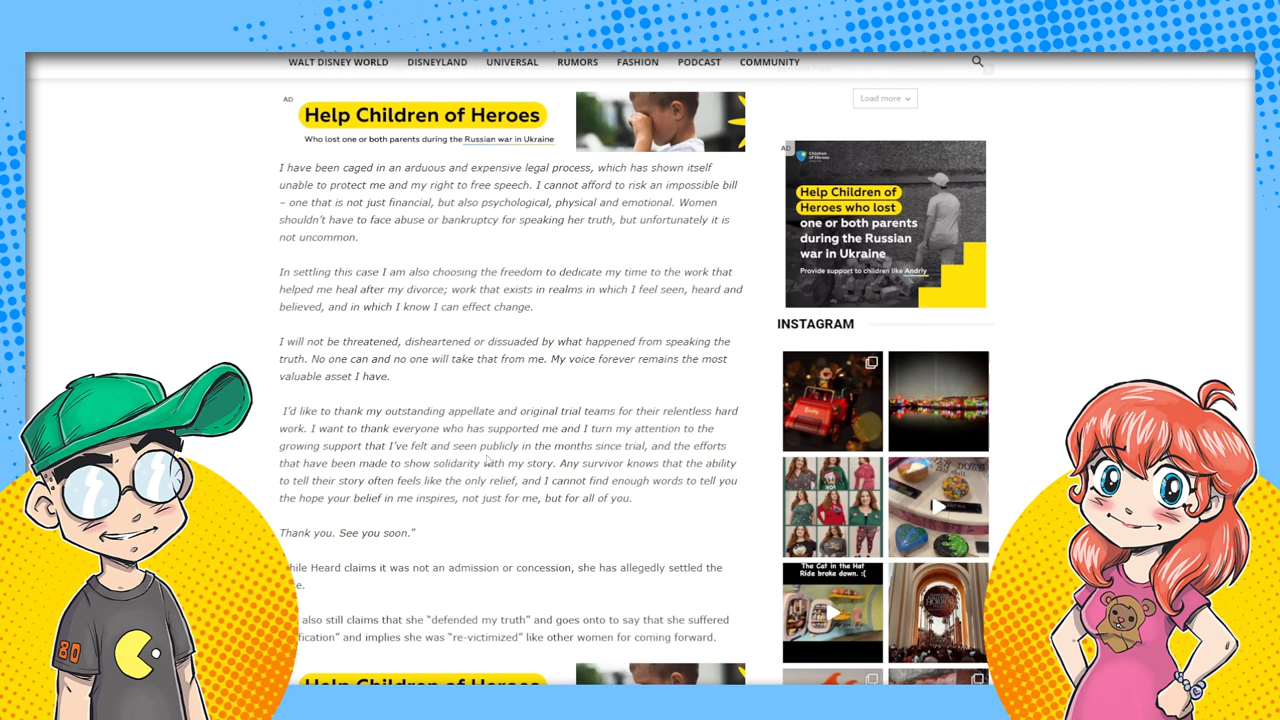 WALT DISNEY WORLD DISNEYLAND UNIVERSAL RUMORS FASHION PODCAST COMMUNITY
AD
Help Children of Heroes
Who lost one or both parents during the Russian war in Ukraine
I have been caged in an arduous and expensive legal process, which has shown itself
unable to protect me and my right to free speech. I cannot afford to risk an impossible bill
– one that is not just financial, but also psychological, physical and emotional. Women
shouldn't have to face abuse or bankruptcy for speaking her truth, but unfortunately it is
not uncommon.
In settling this case I am also choosing the freedom to dedicate my time to the work that
helped me heal after my divorce; work that exists in realms in which I feel seen, heard and
believed, and in which I know I can effect change.
I will not be threatened, disheartened or dissuaded by what happened from speaking the
truth. No one can and no one will take that from me. My voice forever remains the most
valuable asset I have.
I'd like to thank my outstanding appellate and original trial teams for their relentless hard
work. I want to thank everyone who has supported me and I turn my attention to the
growing support that I've felt and seen publicly in the months since trial, and the efforts
that have been made to show solidarity with my story. Any survivor knows that the ability
to tell their story often feels like the only relief, and I cannot find enough words to tell you
the hope your belief in me inspires, not just for me, but for all of you.
Thank you. See you soon."
hile Heard claims it was not an admission or concession, she has allegedly settled the
e.
also still claims that she "defended my truth" and goes onto to say that she suffered
fication" and implies she was "re-victimized" like other women for coming forward.
Help Children of Heroes
Load more
AD
Children
of Heroes
Help Children of
Heroes who lost
one or both parents
during the Russian
war in Ukraine
Provide support to children like Andriy
INSTAGRAM
The Cat in the Hat
Ride broke down. :(
80